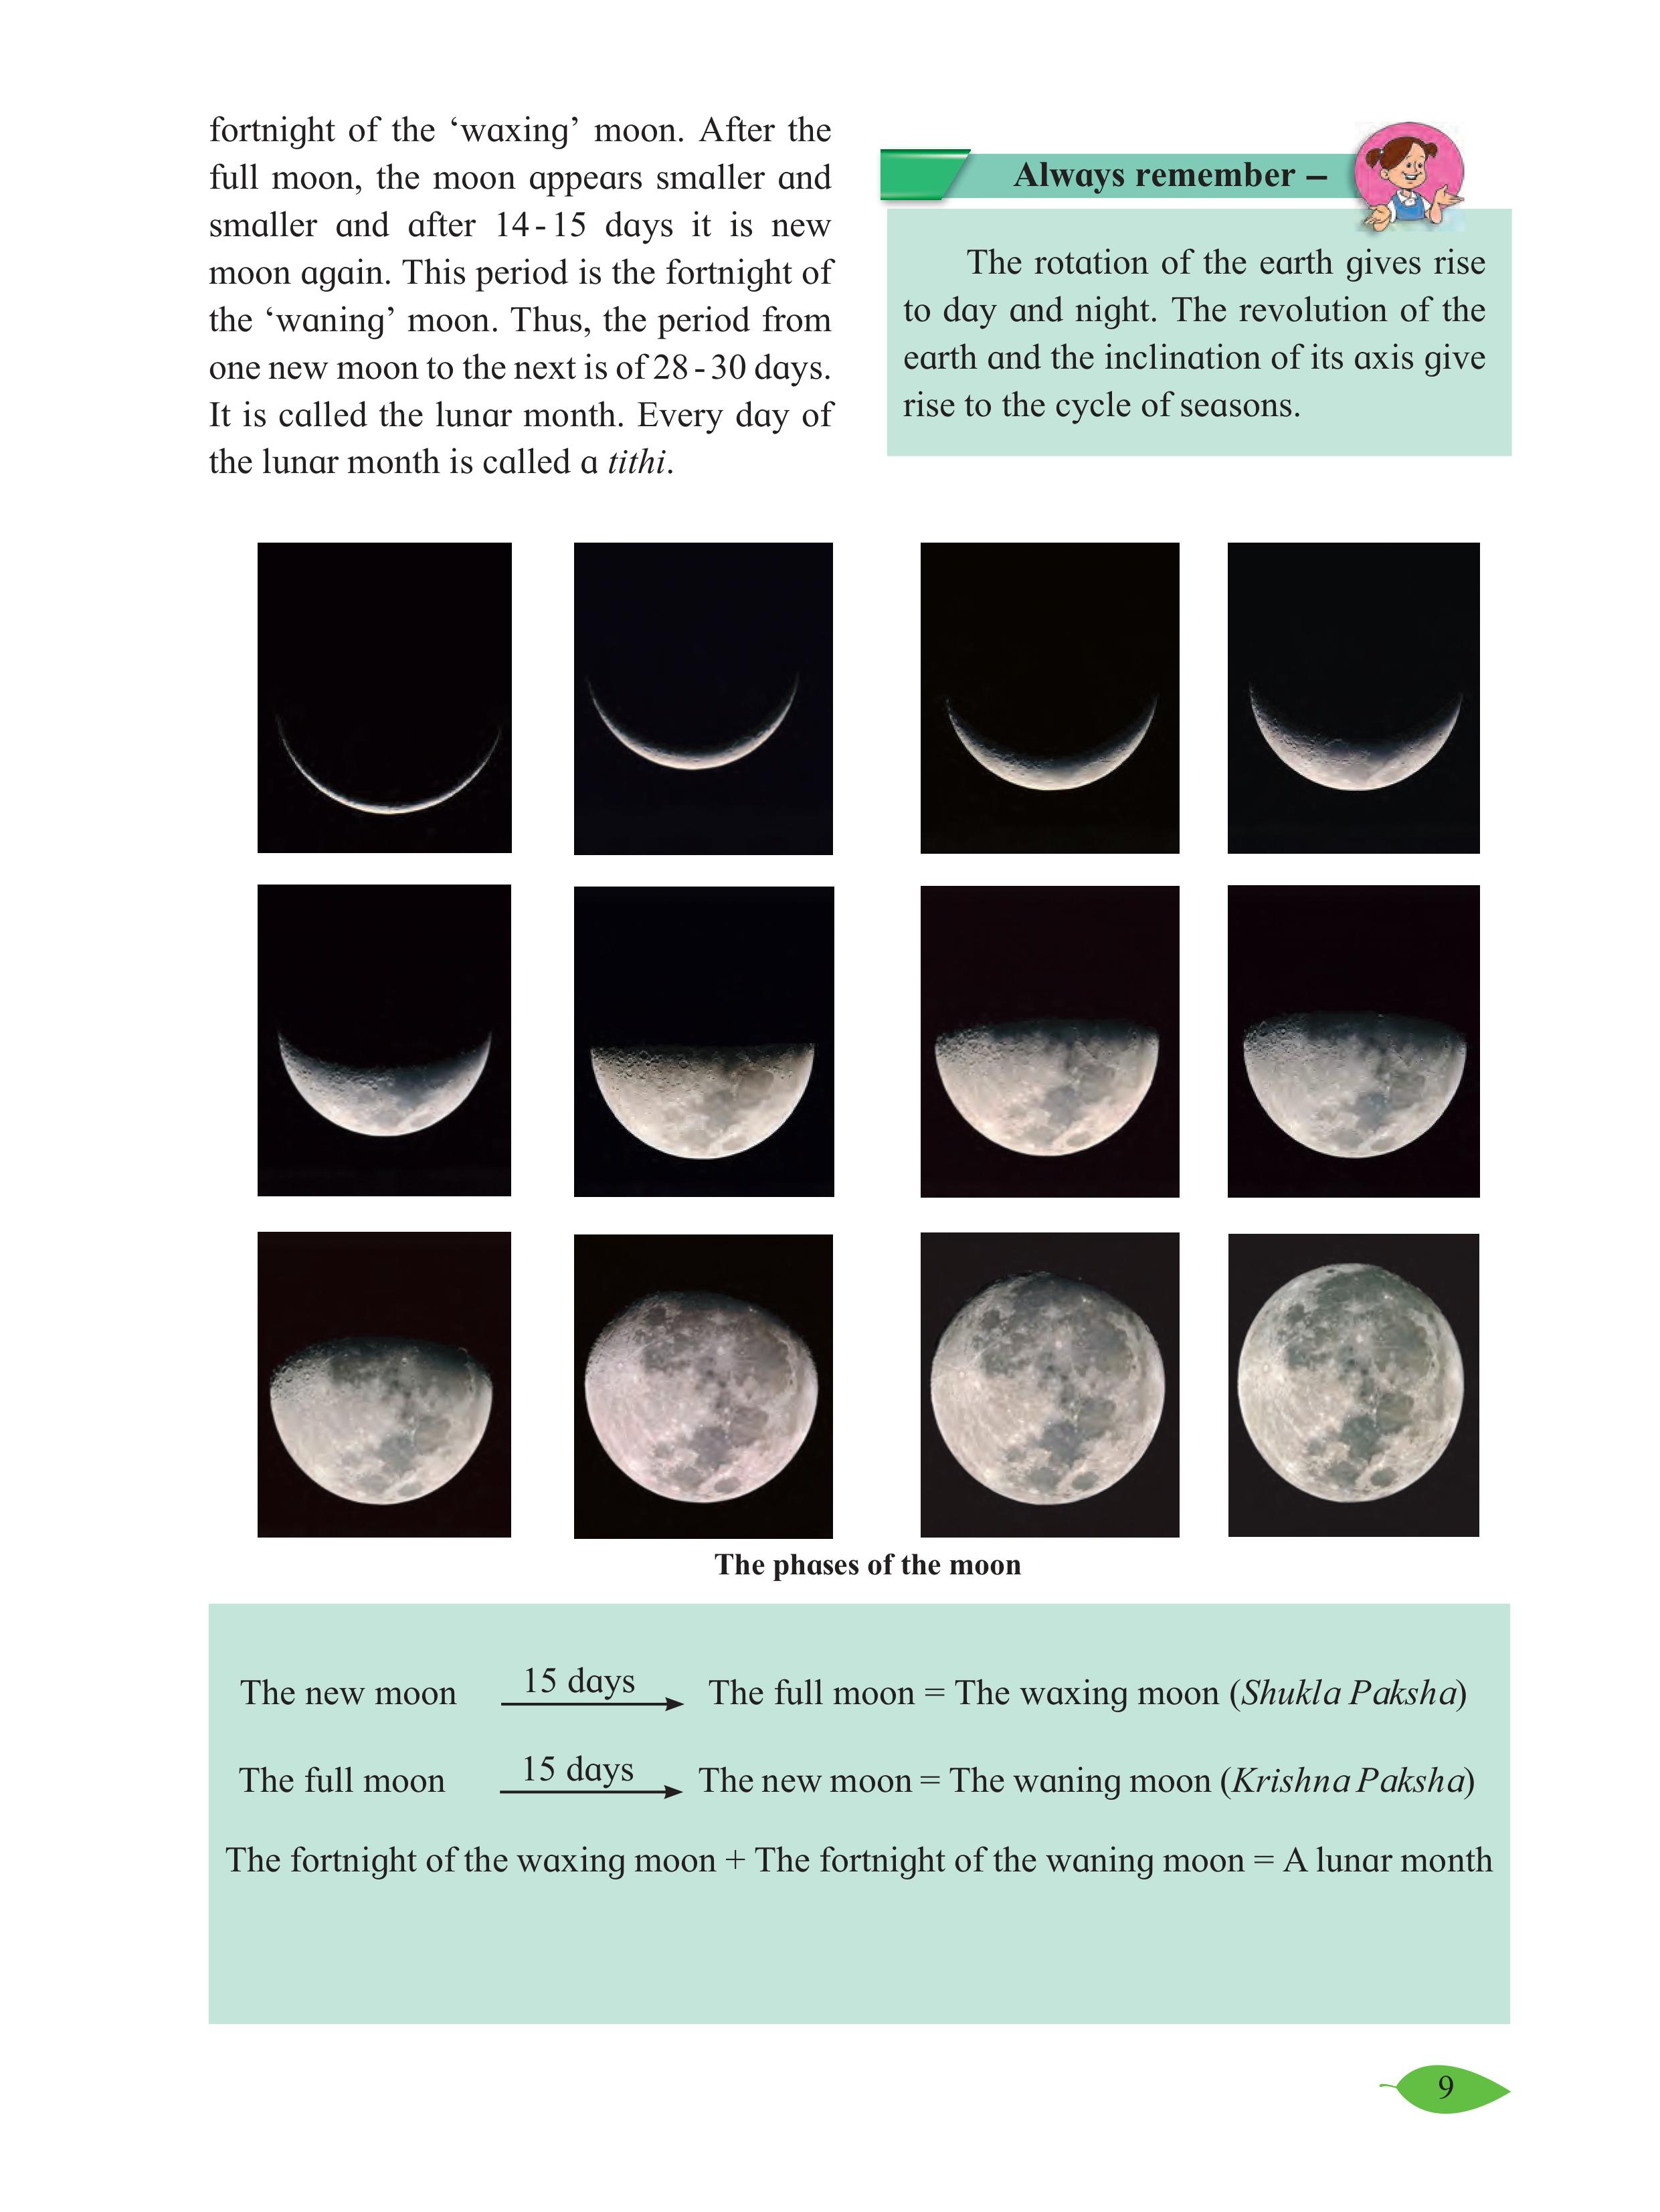 fortnight of the ‘waxing’ moon. After the
full moon, the moon appears smaller and
smaller and after 14-15 days it is new
moon again. This period is the fortnight of
the ‘waning’ moon. Thus, the period from
one new moon to the next is of 28-30 days.
It is called the lunar month. Every day of
the lunar month is called a tithi.
Always remember –
The rotation of the earth gives rise
to day and night. The revolution of the
earth and the inclination of its axis give
rise to the cycle of seasons.
The phases of the moon
The new moon 15 days The full moon = The waxing moon (Shukla Paksha)
The full moon 15 days The new moon = The waning moon (Krishna Paksha)
The fortnight of the waxing moon + The fortnight of the waning moon = A lunar month
9